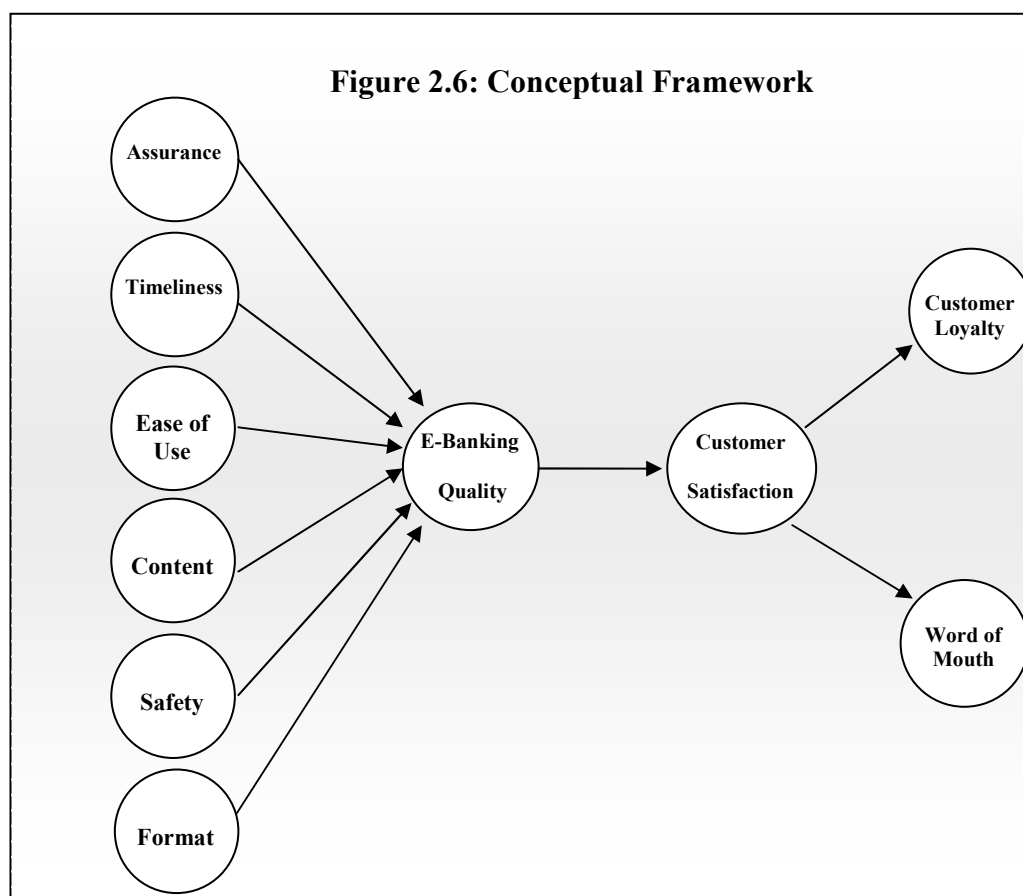 Figure 2.6: Conceptual Framework
Assurance
Timeliness
Ease of
Use
Content
Safety
Format
E-Banking
Quality
Customer
Satisfaction
Customer
Loyalty
Word of
Mouth